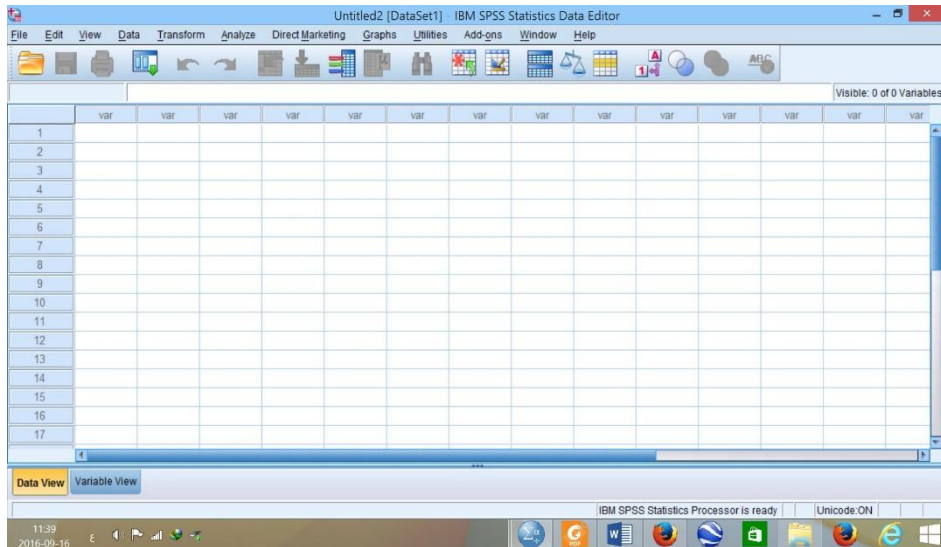 Untitled2 [DataSet1] - IBM SPSS Statistics Data Editor
File Edit View Data Transform Analyze Direct Marketing Graphs Utilities Add-ons Window Help
A
1
ABC
Visible: 0 of 0 Variables
var var var var var var var var var var var var var var
1
2
3
4
5
6
7
8
9
10
11
12
13
14
15
16
17
Data View Variable View
IBM SPSS Statistics Processor is ready Unicode:ON
11:39
2016-09-16
ع
PDF
W